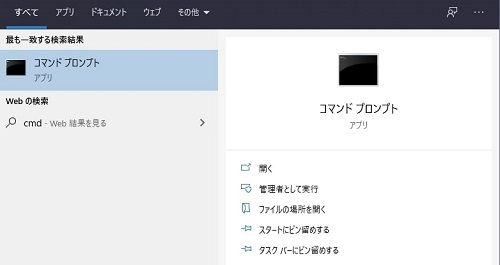 すべて アプリ ドキュメント ウェブ その他
最も一致する検索結果
コマンド プロンプト
アプリ
Web の検索
cmd - Web 結果を見る
コマンド プロンプト
アプリ
開く
管理者として実行
ファイルの場所を開く
スタートにピン留めする
タスク バーにピン留めする